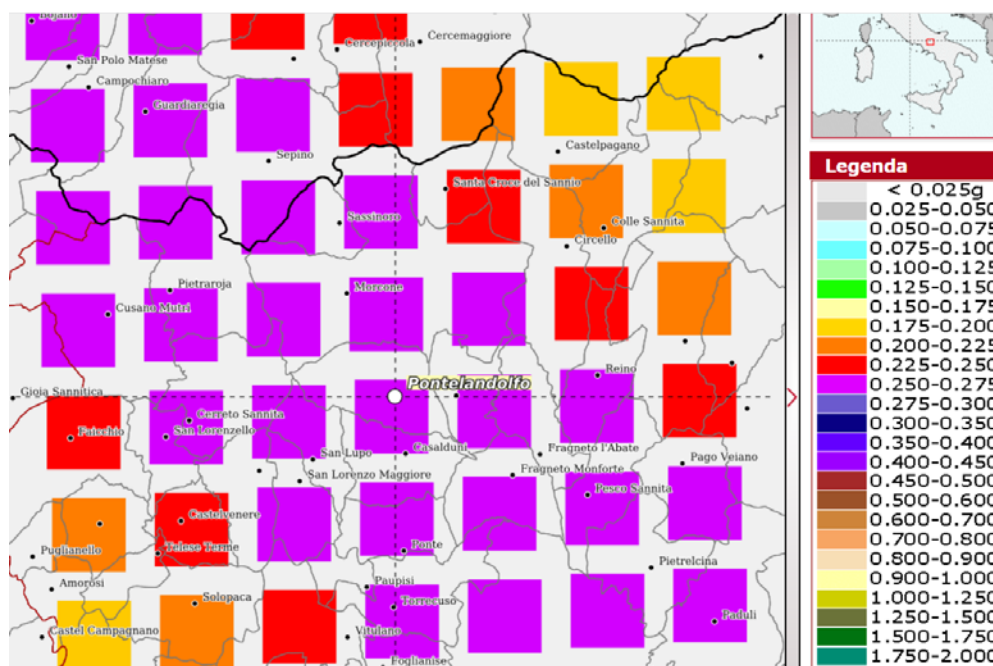 Bojano
Cercepiccola
Cercemaggiore
San Polo Matese
Campochiaro
Guardiaregia
Sepino
Castelpagano
Santa Croce del Sannio
Sassinoro
Colle Sannita
Circello
Pietraroja
Morcone
Cusano Mutri
Pontelandolfo
Reino
Gioia Sannitica
Cerreto Sannita
Faicchio
San Lorenzello
San Lupo
Casalduni
Fragneto l'Abate
Pago Veiano
San Lorenzo Maggiore
Fragneto Monforte
Pesco Sannita
Castelvenere
Puglianello
Telese Terme
Ponte
Pietrelcina
Amorosi
Paupisi
Solopaca
Torrecuso
Paduli
Castel Campagnano
Vitulano
Foglianise
Legenda
< 0.025g
0.025-0.050
0.050-0.075
0.075-0.100
0.100-0.125
0.125-0.150
0.150-0.175
0.175-0.200
0.200-0.225
0.225-0.250
0.250-0.275
0.275-0.300
0.300-0.350
0.350-0.400
0.400-0.450
0.450-0.500
0.500-0.600
0.600-0.700
0.700-0.800
0.800-0.900
0.900-1.000
1.000-1.250
1.250-1.500
1.500-1.750
1.750-2.000